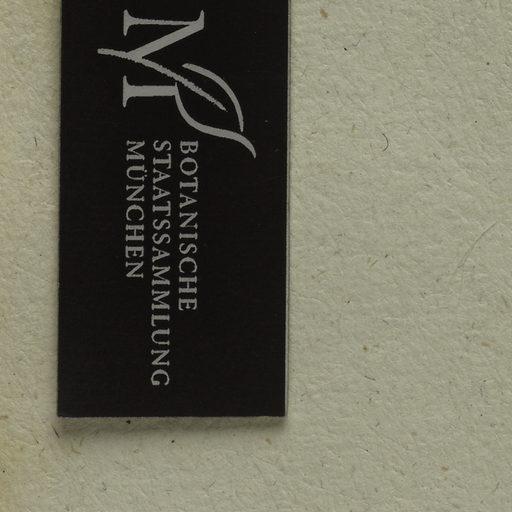 M
BOTANISCHE
STAATSSAMMLUNG
MÜNCHEN